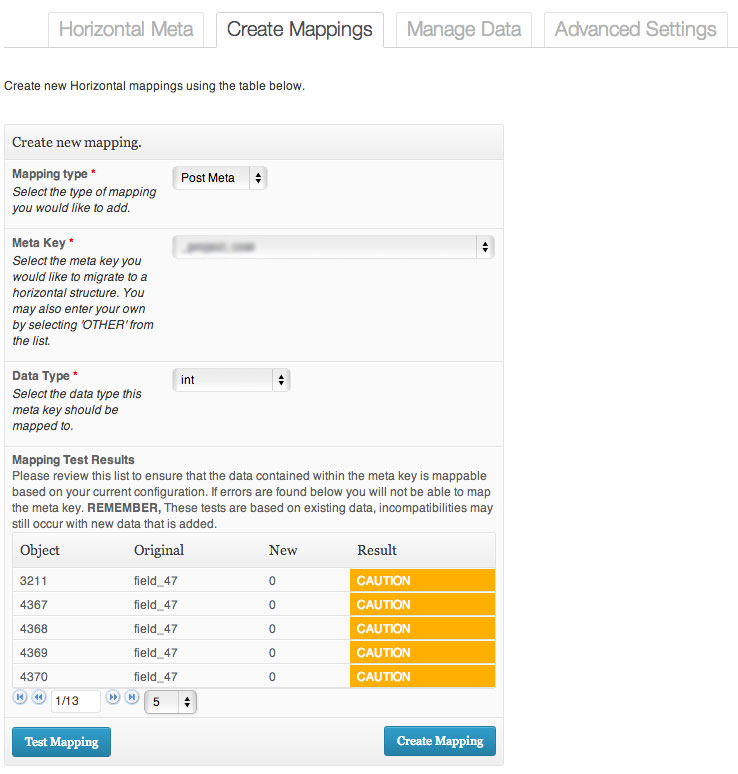 Horizontal Meta Create Mappings Manage Data Advanced Settings
Create new Horizontal mappings using the table below.
Create new mapping.
Mapping type *
Select the type of mapping
you would like to add.
Post Meta
Meta Key *
Select the meta key you
would like to migrate to a
horizontal structure. You
may also enter your own
by selecting 'OTHER' from
the list.
Data Type *
Select the data type this
meta key should be
mapped to.
int
Mapping Test Results
Please review this list to ensure that the data contained within the meta key is mappable
based on your current configuration. If errors are found below you will not be able to map
the meta key. REMEMBER, These tests are based on existing data, incompatibilities may
still occur with new data that is added.
Object Original New Result
3211 field_47 0 CAUTION
4367 field_47 0 CAUTION
4368 field_47 0 CAUTION
4369 field_47 0 CAUTION
4370 field_47 0 CAUTION
1/13 5
Test Mapping Create Mapping